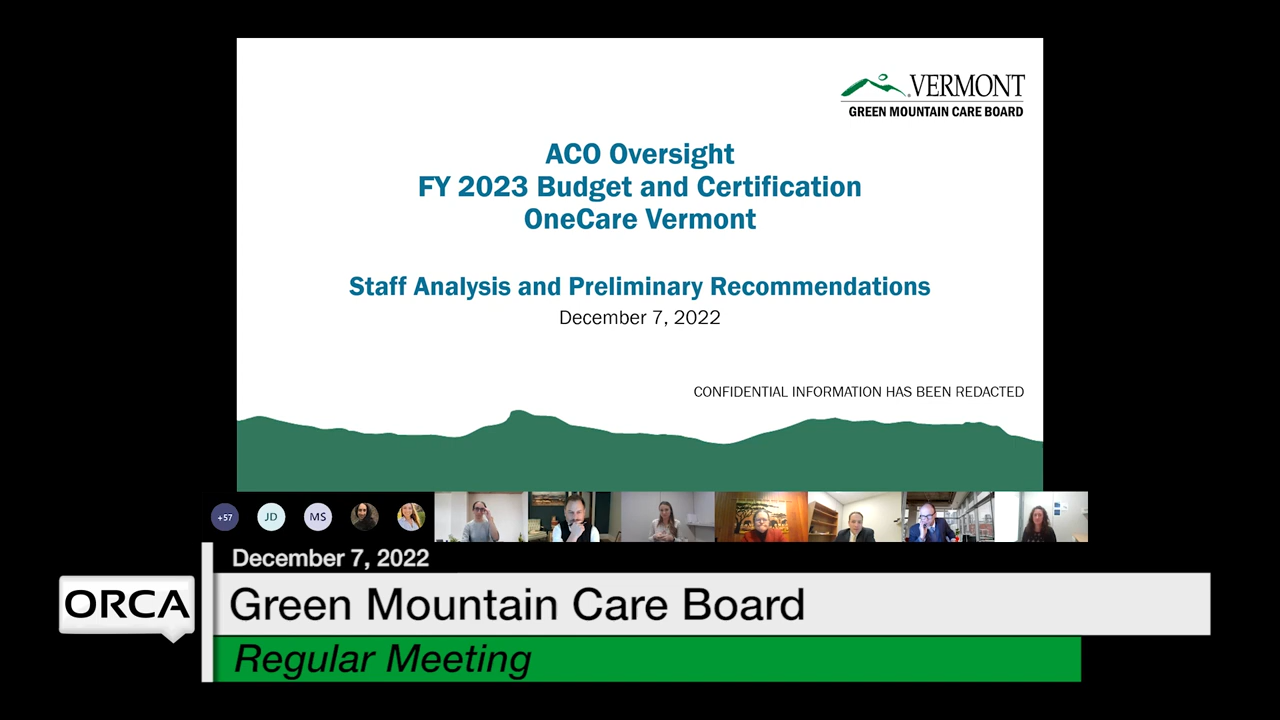 VERMONT
GREEN MOUNTAIN CARE BOARD
ACO Oversight
FY 2023 Budget and Certification
OneCare Vermont
Staff Analysis and Preliminary Recommendations
December 7, 2022
CONFIDENTIAL INFORMATION HAS BEEN REDACTED
+57
JD
MS
December 7, 2022
ORCA
Green Mountain Care Board
Regular Meeting